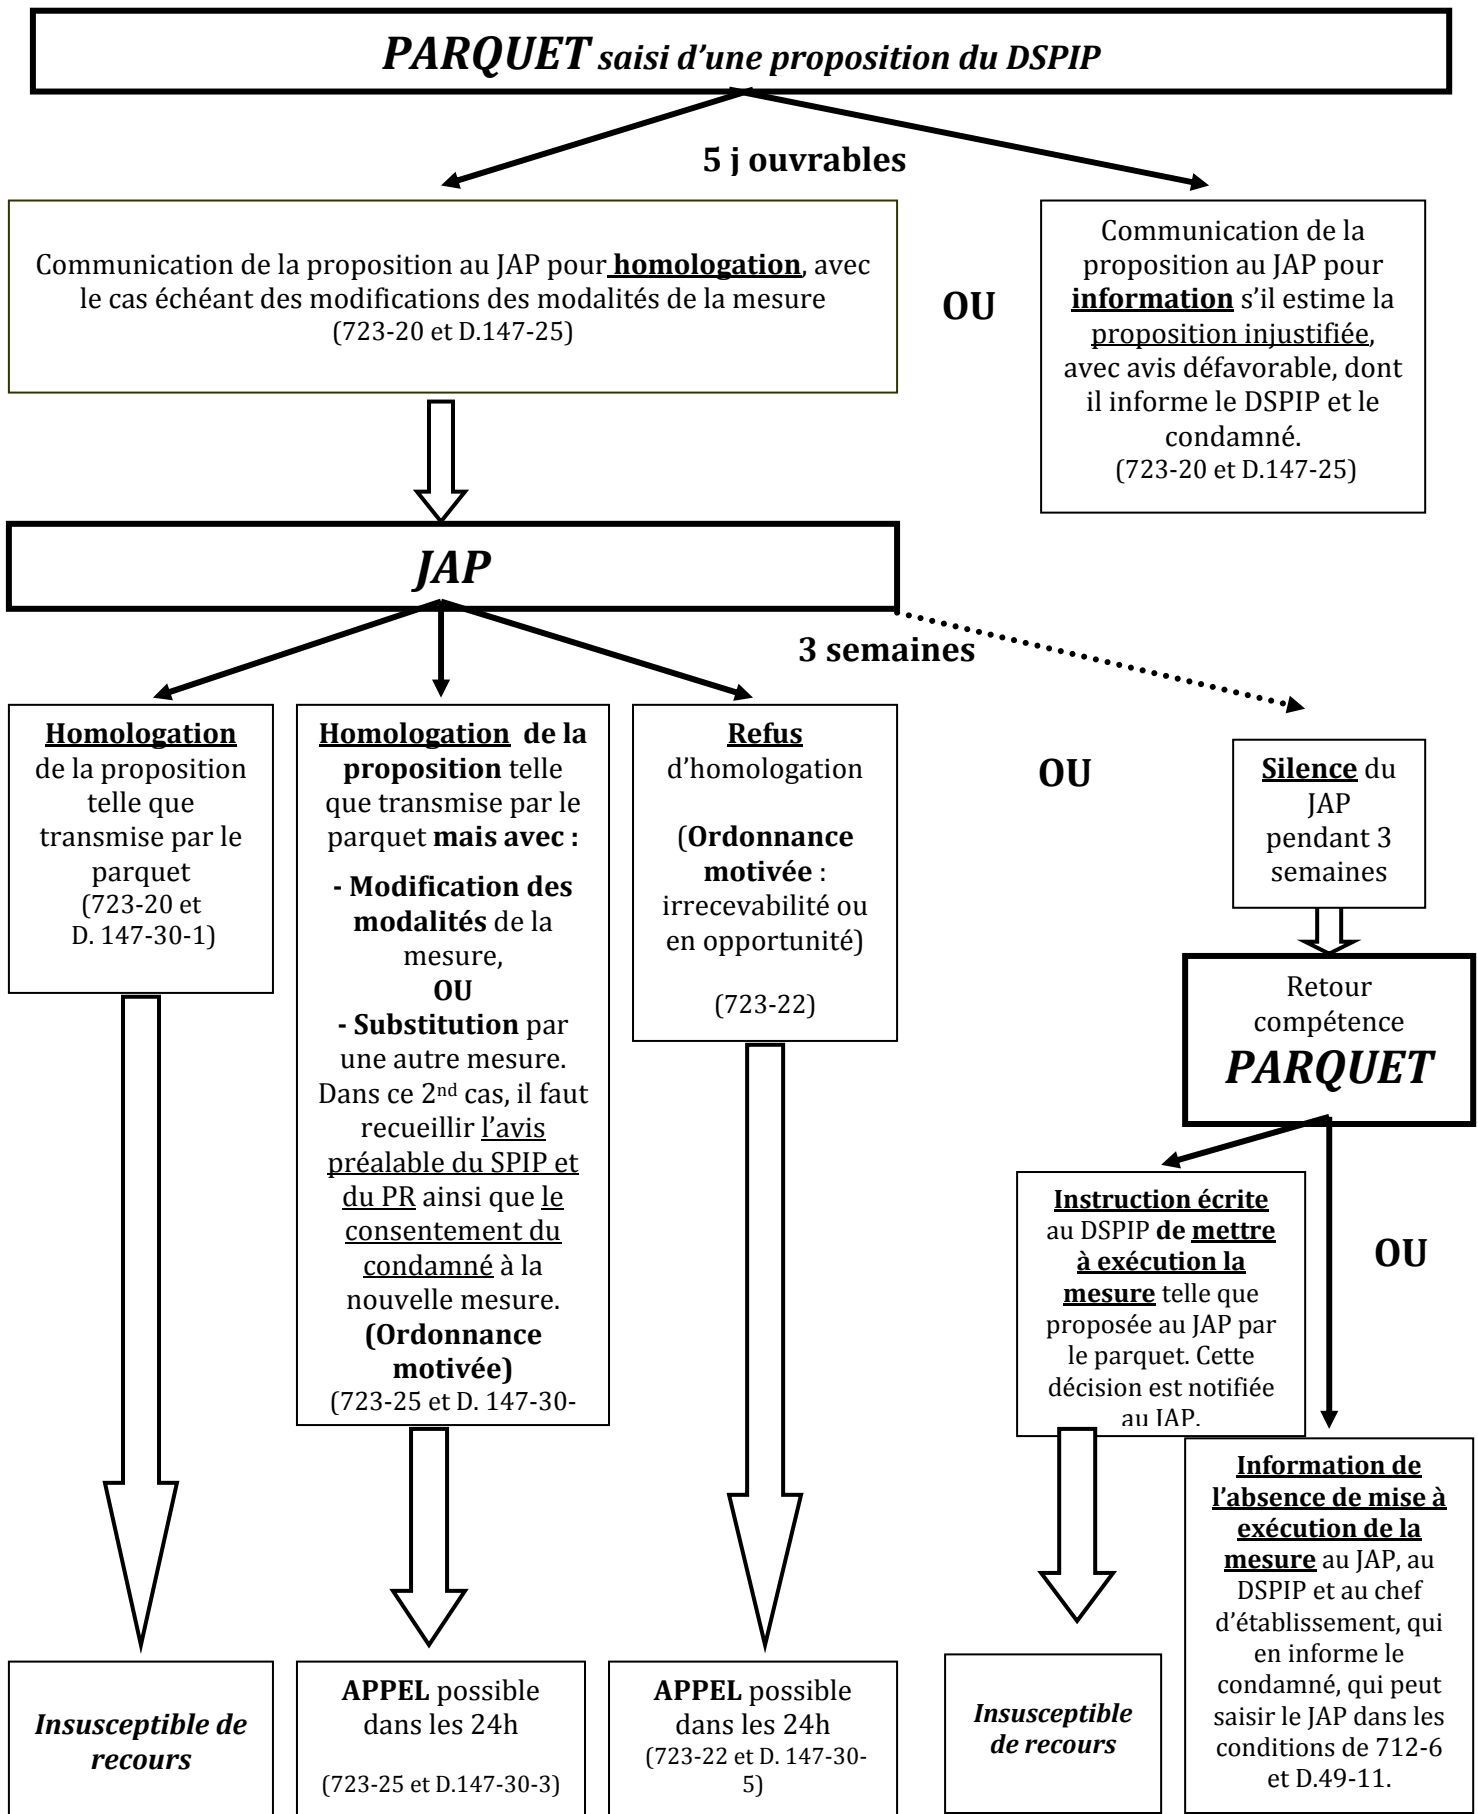 PARQUET saisi d’une proposition du DSPIP
5 j ouvrables
Communication de la proposition au JAP pour homologation, avec
le cas échéant des modifications des modalités de la mesure
(723-20 et D.147-25)
OU
Communication de la
proposition au JAP pour
information s’il estime la
proposition injustifiée,
avec avis défavorable, dont
il informe le DSPIP et le
condamné.
(723-20 et D.147-25)
JAP
3 semaines
Homologation
de la proposition
telle que
transmise par le
parquet
(723-20 et
D. 147-30-1)
Homologation de la
proposition telle
que transmise par le
parquet mais avec :
- Modification des
modalités de la
mesure,
OU
- Substitution par
une autre mesure.
Dans ce 2nd cas, il faut
recueillir l’avis
préalable du SPIP et
du PR ainsi que le
consentement du
condamné à la
nouvelle mesure.
(Ordonnance
motivée)
(723-25 et D. 147-30-
Refus
d’homologation
(Ordonnance
motivée :
irrecevabilité ou
en opportunité)
(723-22)
OU
Silence du
JAP
pendant 3
semaines
Retour
compétence
PARQUET
Instruction écrite
au DSPIP de mettre
à exécution la
mesure telle que
proposée au JAP par
le parquet. Cette
décision est notifiée
au JAP.
OU
Information de
l’absence de mise à
exécution de la
mesure au JAP, au
DSPIP et au chef
d’établissement, qui
en informe le
condamné, qui peut
saisir le JAP dans les
conditions de 712-6
et D.49-11.
Insusceptible de
recours
APPEL possible
dans les 24h
(723-25 et D.147-30-3)
APPEL possible
dans les 24h
(723-22 et D. 147-30-
5)
Insusceptible
de recours